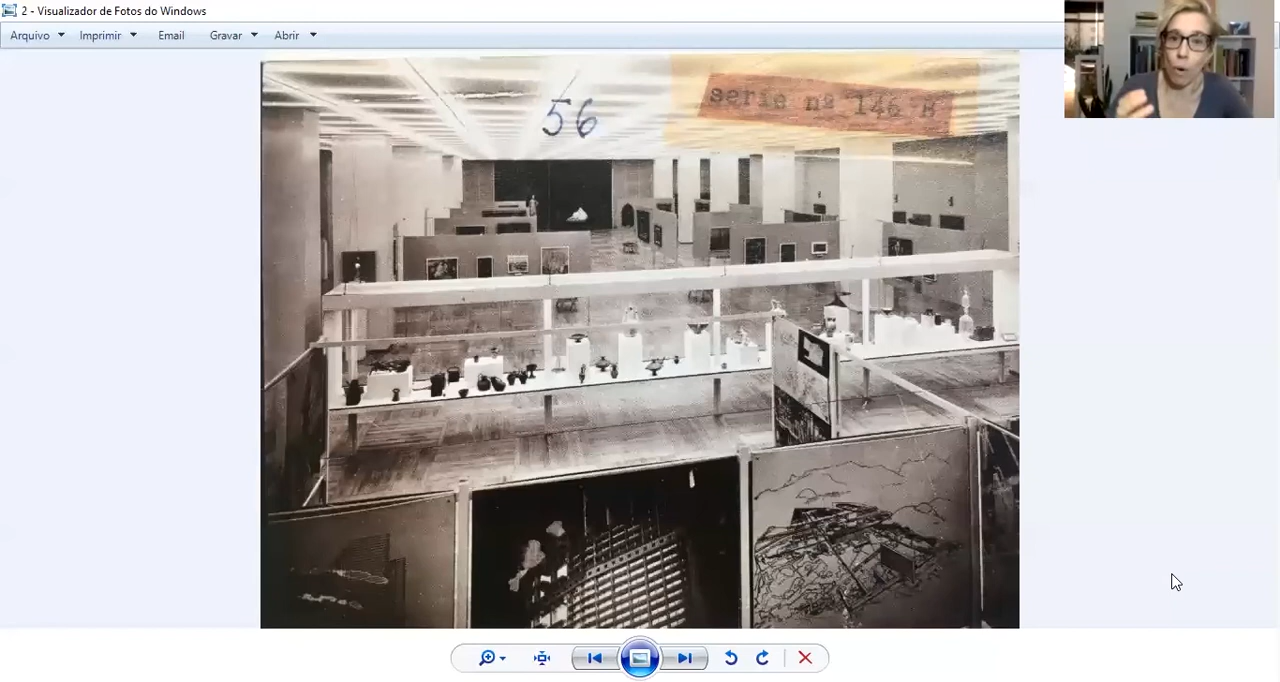 2 - Visualizador de Fotos do Windows
Arquivo Imprimir Email Gravar Abrir
56
serie nº 146 B